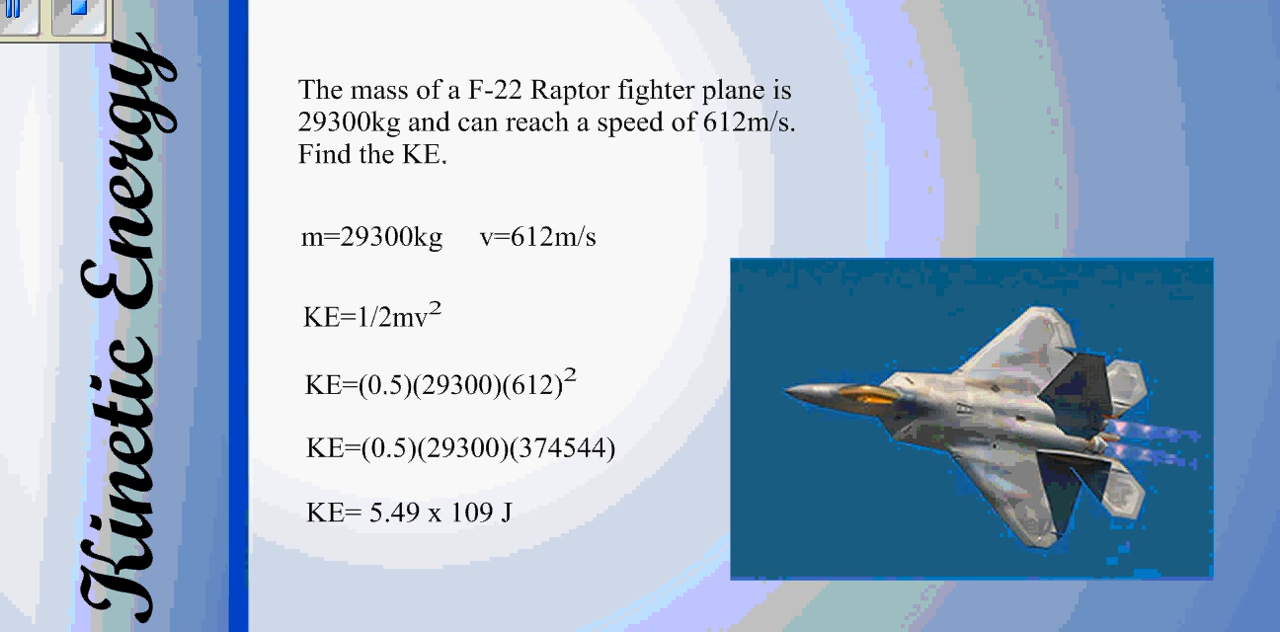 Kinetic Energy
The mass of a F-22 Raptor fighter plane is
29300kg and can reach a speed of 612m/s.
Find the KE.
m=29300kg v=612m/s
KE=1/2mv²
KE=(0.5)(29300)(612)²
KE=(0.5)(29300)(374544)
KE= 5.49 x 109 J